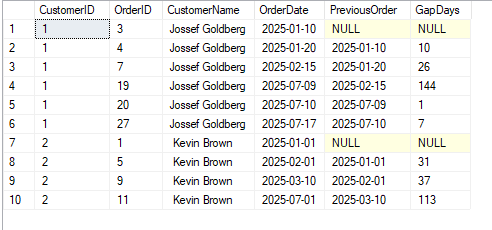 CustomerID OrderID CustomerName OrderDate PreviousOrder GapDays
1 1 3 Jossef Goldberg 2025-01-10 NULL NULL
2 1 4 Jossef Goldberg 2025-01-20 2025-01-10 10
3 1 7 Jossef Goldberg 2025-02-15 2025-01-20 26
4 1 19 Jossef Goldberg 2025-07-09 2025-02-15 144
5 1 20 Jossef Goldberg 2025-07-10 2025-07-09 1
6 1 27 Jossef Goldberg 2025-07-17 2025-07-10 7
7 2 1 Kevin Brown 2025-01-01 NULL NULL
8 2 5 Kevin Brown 2025-02-01 2025-01-01 31
9 2 9 Kevin Brown 2025-03-10 2025-02-01 37
10 2 11 Kevin Brown 2025-07-01 2025-03-10 113